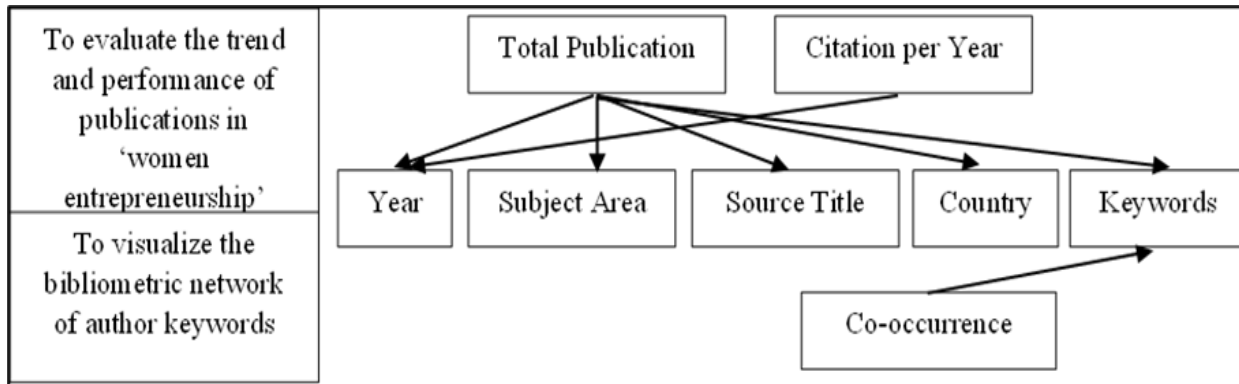 To evaluate the trend
and performance of
publications in
‘women
entrepreneurship’
Total Publication
Citation per Year
Year
Subject Area
Source Title
Country
Keywords
To visualize the
bibliometric network
of author keywords
Co-occurrence